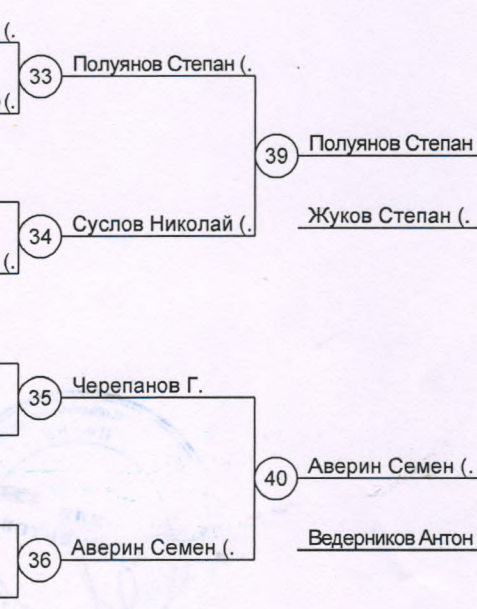 (.
33 Полуянов Степан (.
(.
39 Полуянов Степан
Жуков Степан (.
34 Суслов Николай (.
(.
35 Черепанов Г.
40 Аверин Семен (.
Ведерников Антон
36 Аверин Семен (.